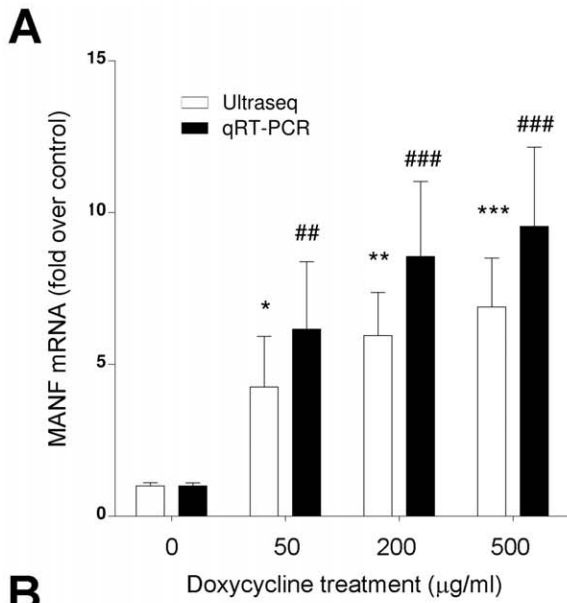 A
15
Ultraseq
qRT-PCR
###
###
10
***
##
**
*
MANF mRNA (fold over control)
5
0
0 50 200 500
B
Doxycycline treatment (μg/ml)